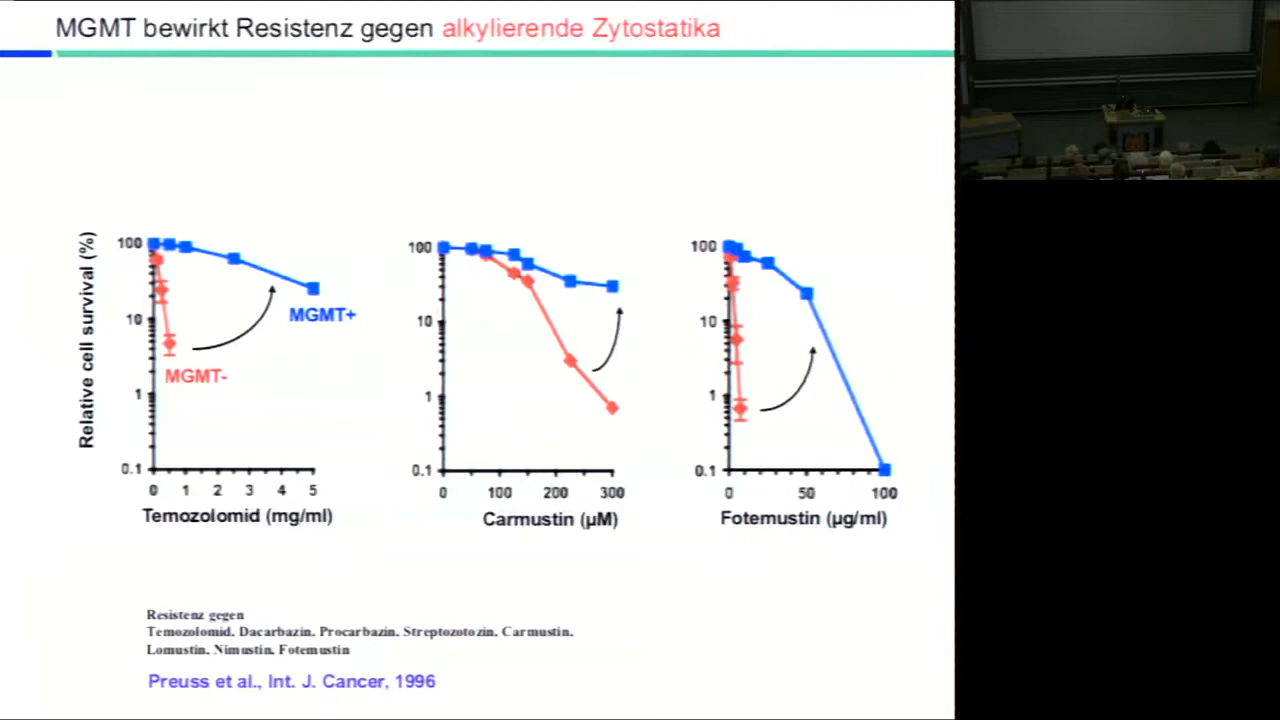 MGMT bewirkt Resistenz gegen alkylierende Zytostatika
Relative cell survival (%)
100
10
1
0.1
0 1 2 3 4 5
Temozolomid (mg/ml)
MGMT+
MGMT-
100
10
1
0.1
0 100 200 300
Carmustin (µM)
100
10
1
0.1
0 50 100
Fotemustin (µg/ml)
Resistenz gegen
Temozolomid, Dacarbazin, Procarbazin, Streptozotozin, Carmustin,
Lomustin, Nimustin, Fotemustin
Preuss et al., Int. J. Cancer, 1996